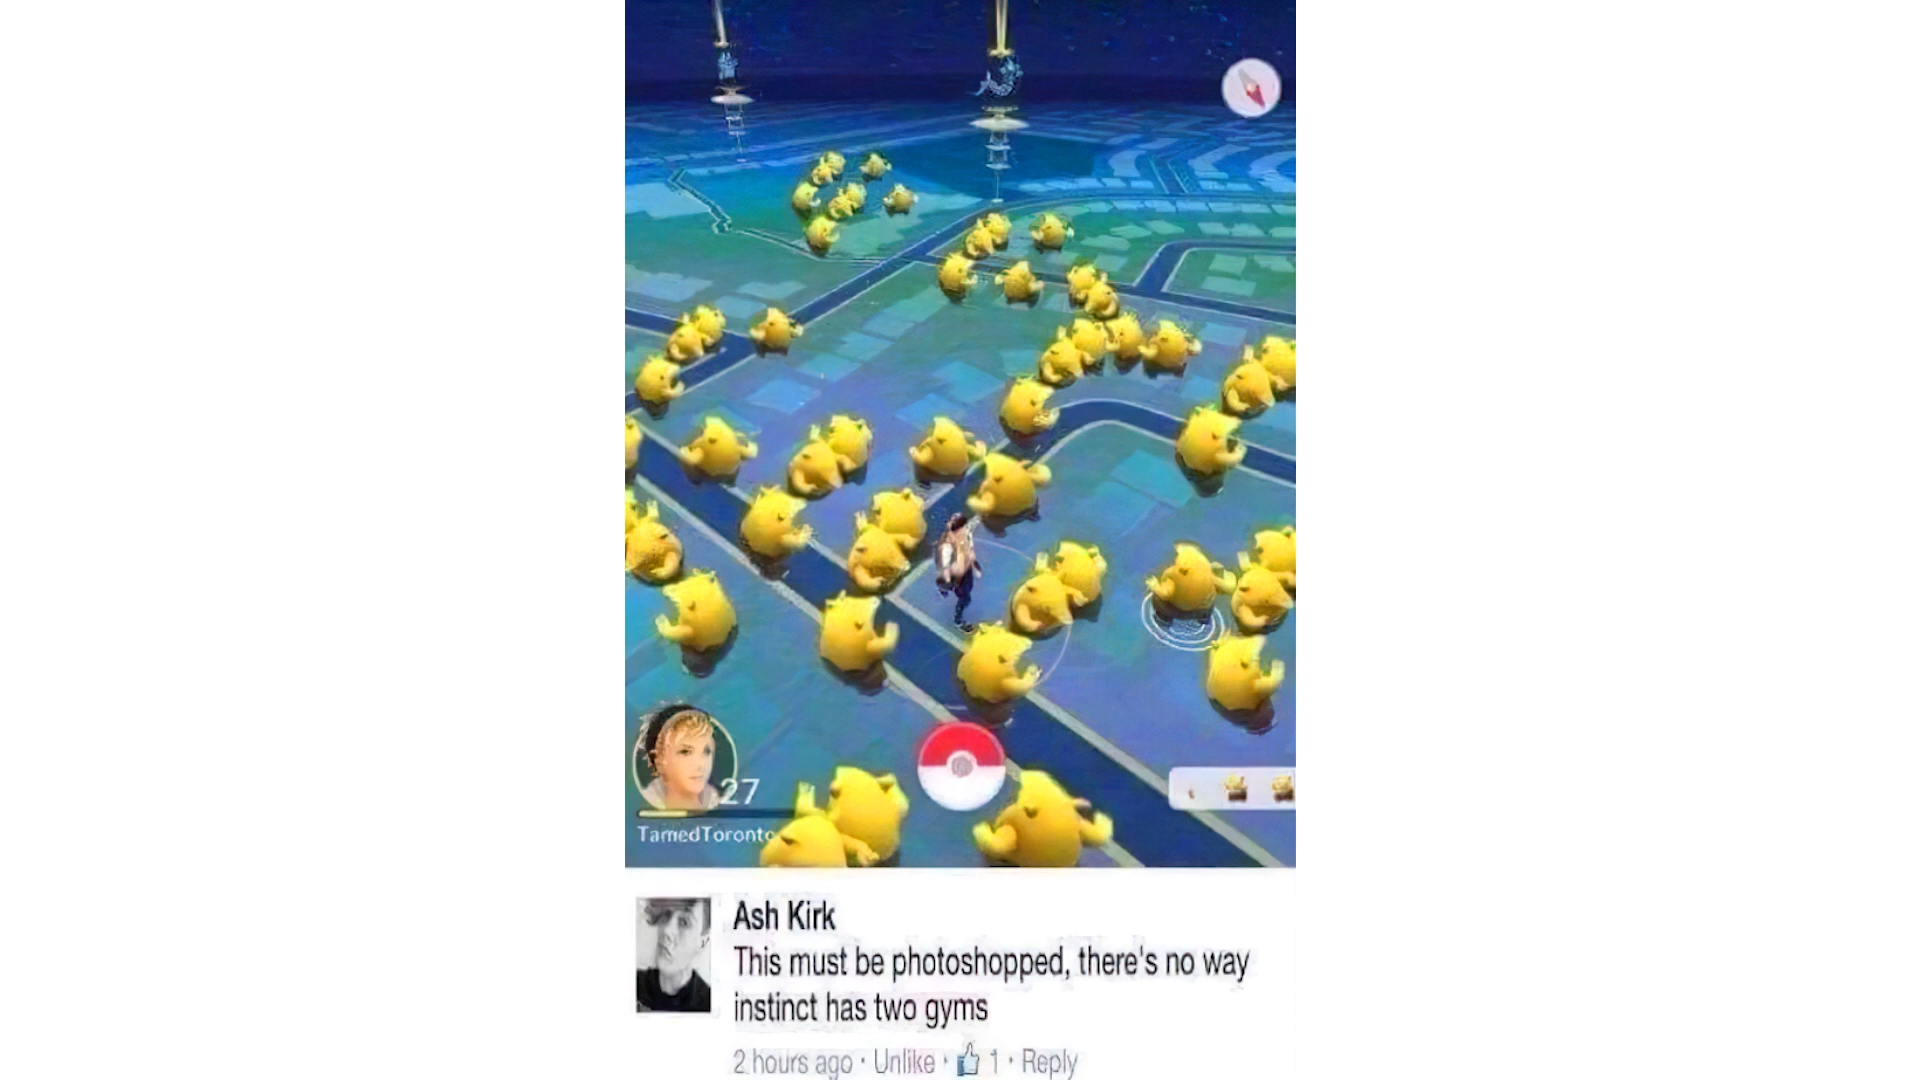 27
TamedToronto
Ash Kirk
This must be photoshopped, there's no way
instinct has two gyms
2 hours ago · Unlike · 1 · Reply